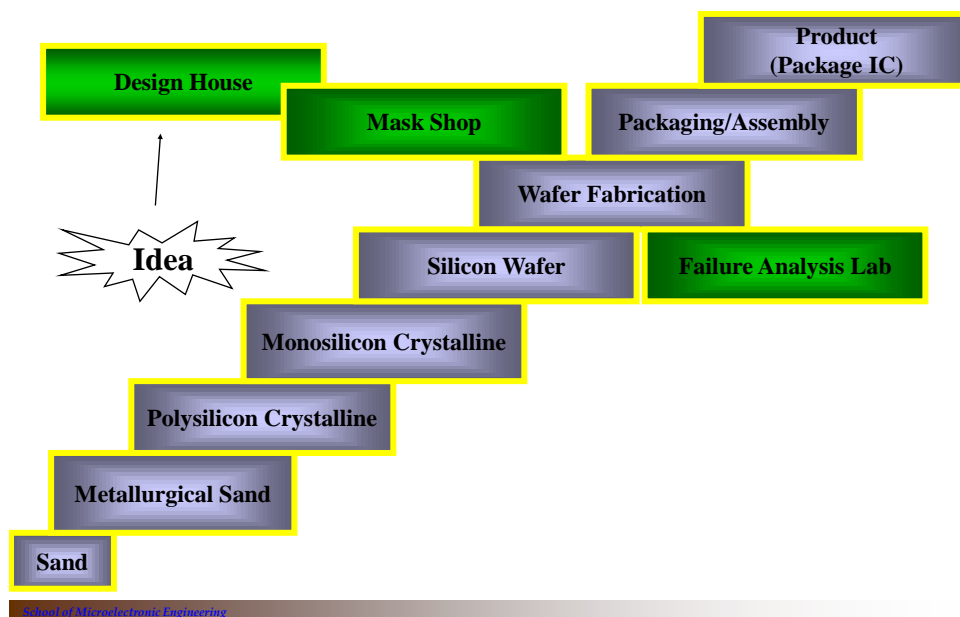 Product
(Package IC)
Design House
Mask Shop
Packaging/Assembly
Wafer Fabrication
Idea
Silicon Wafer
Failure Analysis Lab
Monosilicon Crystalline
Polysilicon Crystalline
Metallurgical Sand
Sand
School of Microelectronic Engineering